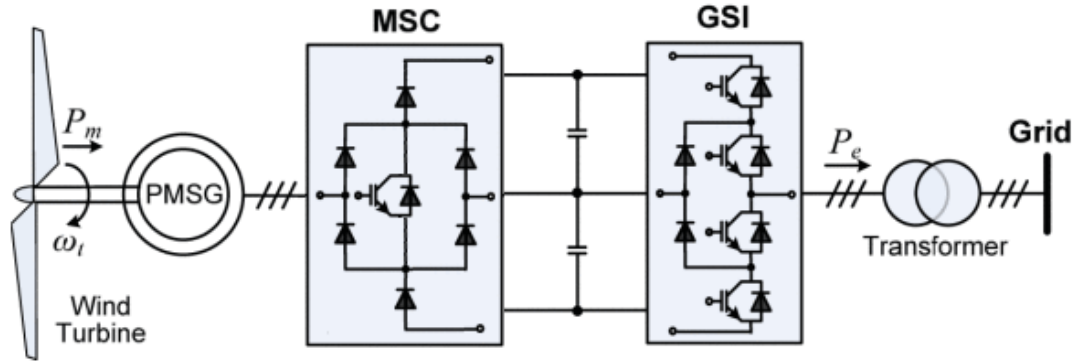 MSC
GSI
P_m
PMSG
ω_t
Wind
Turbine
P_e
Grid
Transformer